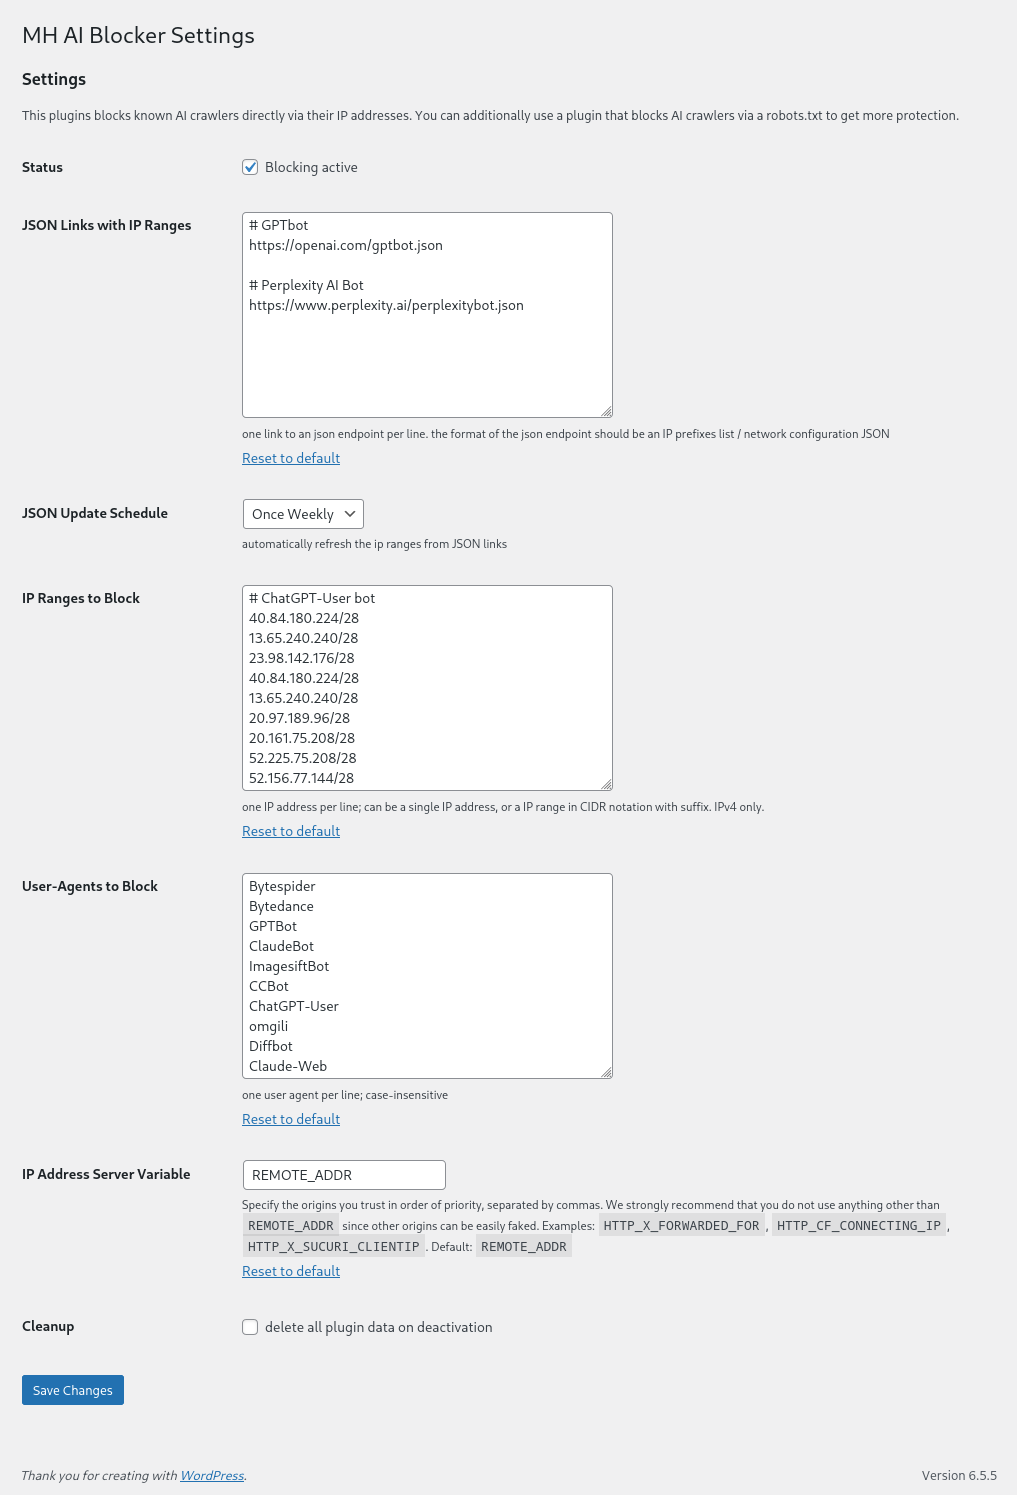 MH AI Blocker Settings
Settings
This plugins blocks known AI crawlers directly via their IP addresses. You can additionally use a plugin that blocks AI crawlers via a robots.txt to get more protection.
Status
Blocking active
JSON Links with IP Ranges
# GPTbot
https://openai.com/gptbot.json
# Perplexity AI Bot
https://www.perplexity.ai/perplexitybot.json
one link to an json endpoint per line. the format of the json endpoint should be an IP prefixes list / network configuration JSON
Reset to default
JSON Update Schedule
Once Weekly
automatically refresh the ip ranges from JSON links
IP Ranges to Block
# ChatGPT-User bot
40.84.180.224/28
13.65.240.240/28
23.98.142.176/28
40.84.180.224/28
13.65.240.240/28
20.97.189.96/28
20.161.75.208/28
52.225.75.208/28
52.156.77.144/28
one IP address per line; can be a single IP address, or a IP range in CIDR notation with suffix. IPv4 only.
Reset to default
User-Agents to Block
Bytespider
Bytedance
GPTBot
ClaudeBot
ImagesiftBot
CCBot
ChatGPT-User
omgili
Diffbot
Claude-Web
one user agent per line; case-insensitive
Reset to default
IP Address Server Variable
REMOTE_ADDR
Specify the origins you trust in order of priority, separated by commas. We strongly recommend that you do not use anything other than
REMOTE_ADDR since other origins can be easily faked. Examples: HTTP_X_FORWARDED_FOR , HTTP_CF_CONNECTING_IP ,
HTTP_X_SUCURI_CLIENTIP . Default: REMOTE_ADDR
Reset to default
Cleanup
delete all plugin data on deactivation
Save Changes
Thank you for creating with WordPress.
Version 6.5.5